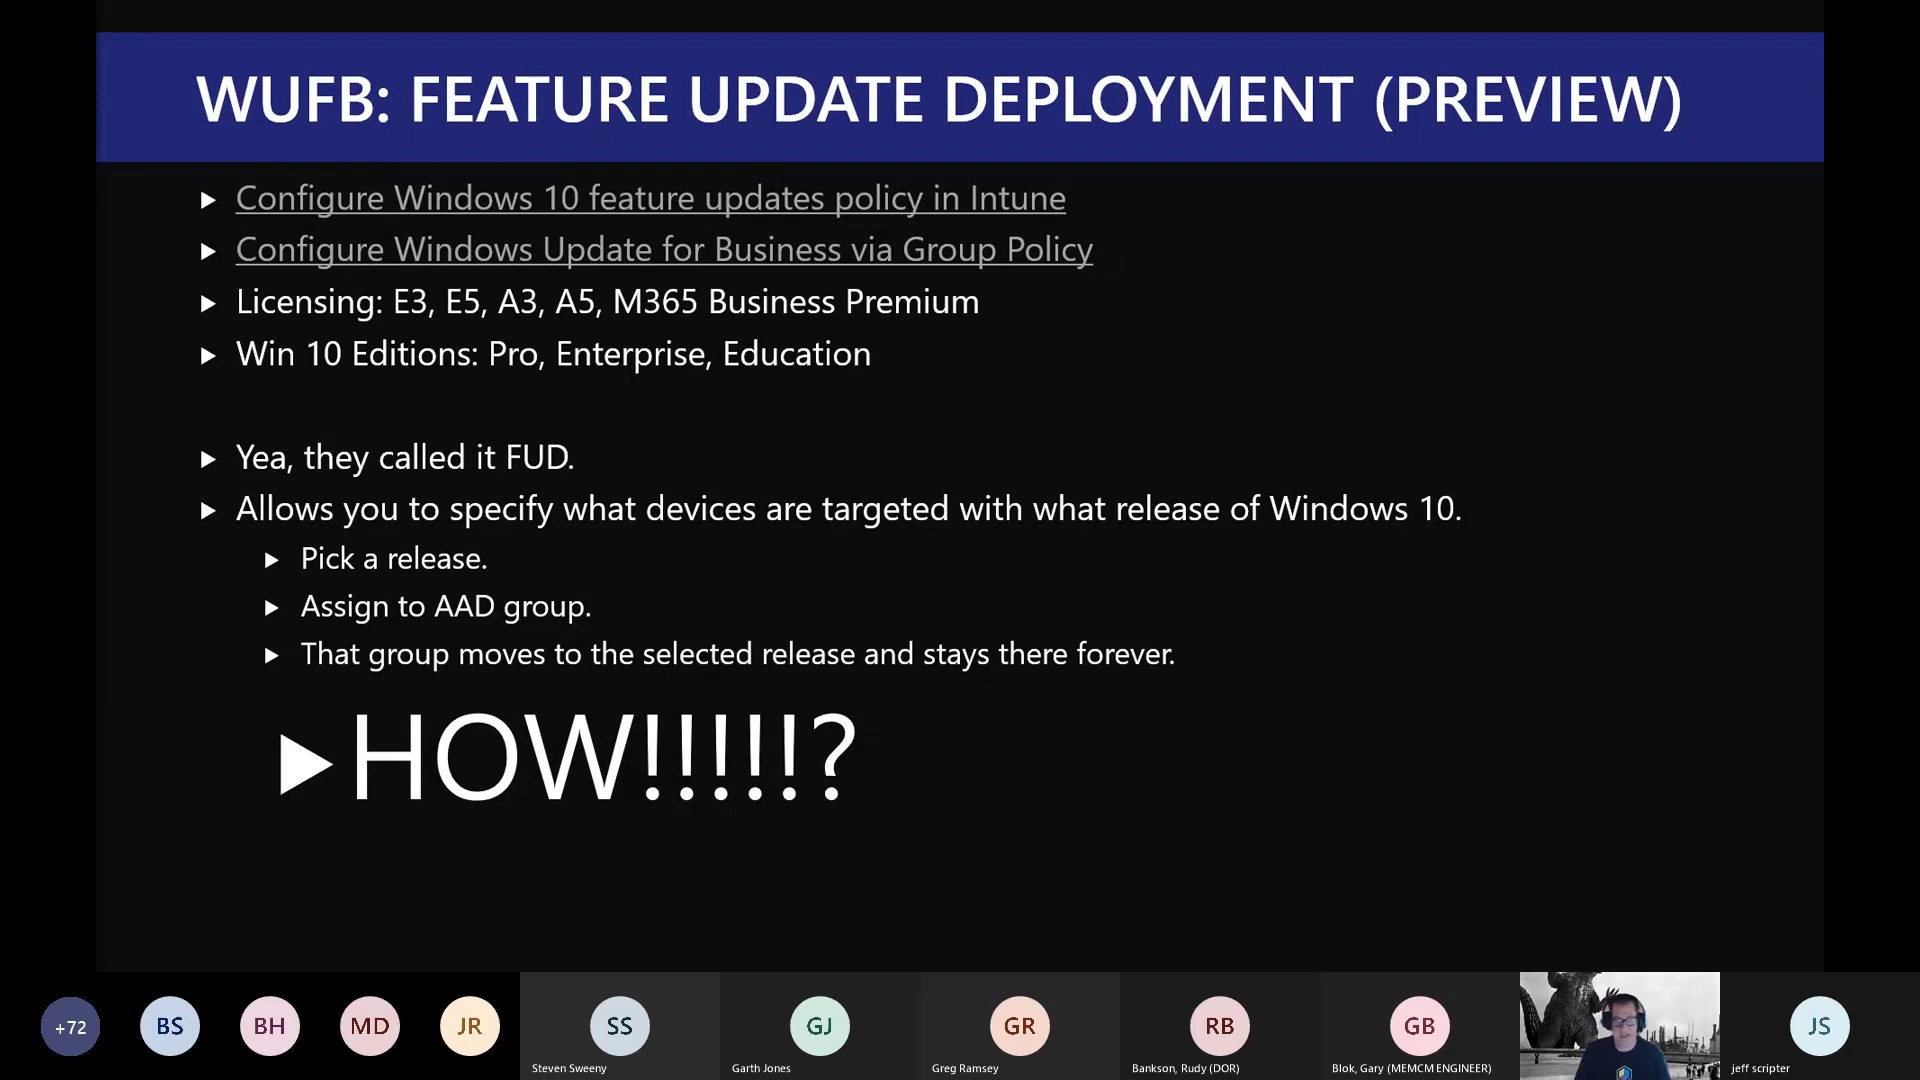 WUFB: FEATURE UPDATE DEPLOYMENT (PREVIEW)
Configure Windows 10 feature updates policy in Intune
Configure Windows Update for Business via Group Policy
Licensing: E3, E5, A3, A5, M365 Business Premium
Win 10 Editions: Pro, Enterprise, Education
Yea, they called it FUD.
Allows you to specify what devices are targeted with what release of Windows 10.
Pick a release.
Assign to AAD group.
That group moves to the selected release and stays there forever.
HOW!!!!!?
+72
BS
BH
MD
JR
SS
GJ
GR
RB
GB
JS
Steven Sweeny
Garth Jones
Greg Ramsey
Bankson, Rudy (DOR)
Blok, Gary (MEMCM ENGINEER)
jeff scripter